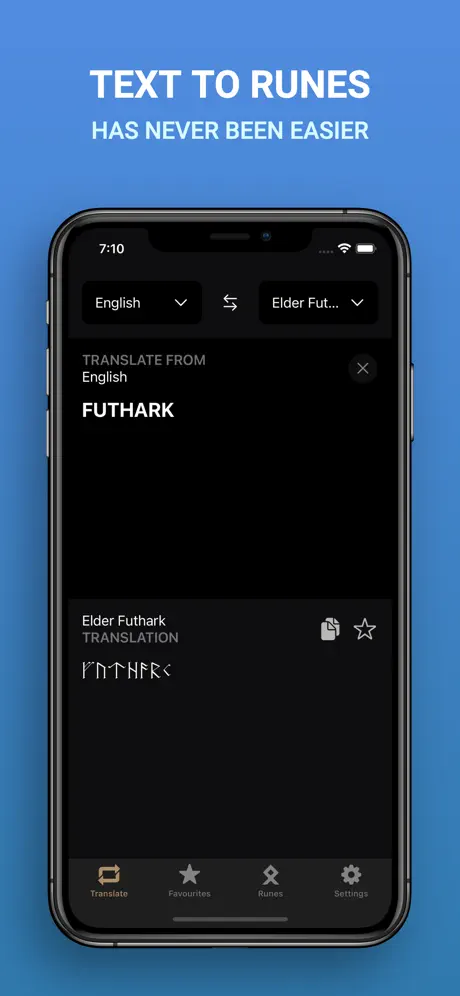 TEXT TO RUNES
HAS NEVER BEEN EASIER
7:10
English
Elder Fut...
TRANSLATE FROM
English
FUTHARK
Elder Futhark
TRANSLATION
ᚠᚢᛏᚺᚨᚱᚲ
Translate
Favourites
Runes
Settings